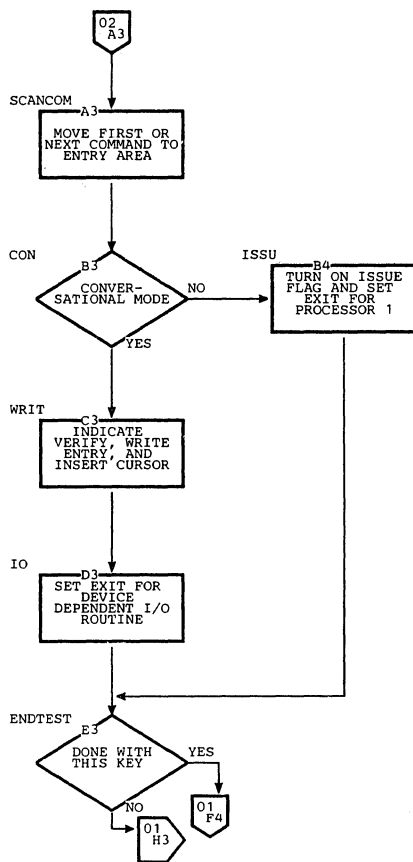 02
A3
SCANCOM
A3
MOVE FIRST OR
NEXT COMMAND TO
ENTRY AREA
CON
B3
CONVER-
SATIONAL MODE
NO
YES
ISSU
B4
TURN ON ISSUE
FLAG AND SET
EXIT FOR
PROCESSOR 1
WRIT
C3
INDICATE
VERIFY, WRITE
ENTRY, AND
INSERT CURSOR
IO
D3
SET EXIT FOR
DEVICE
DEPENDENT I/O
ROUTINE
ENDTEST
E3
DONE WITH
THIS KEY
YES
NO
01
F4
01
H3